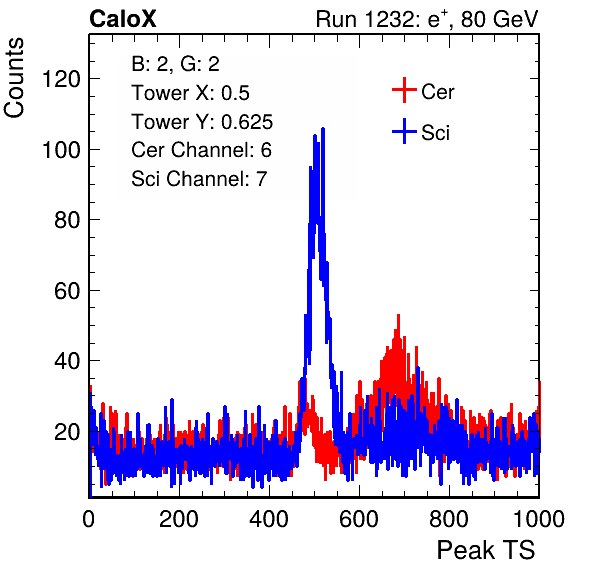 CaloX Run 1232: e+, 80 GeV
B: 2, G: 2
Tower X: 0.5
Tower Y: 0.625
Cer Channel: 6
Sci Channel: 7
Cer
Sci
Counts
120
100
80
60
40
20
0 200 400 600 800 1000
Peak TS